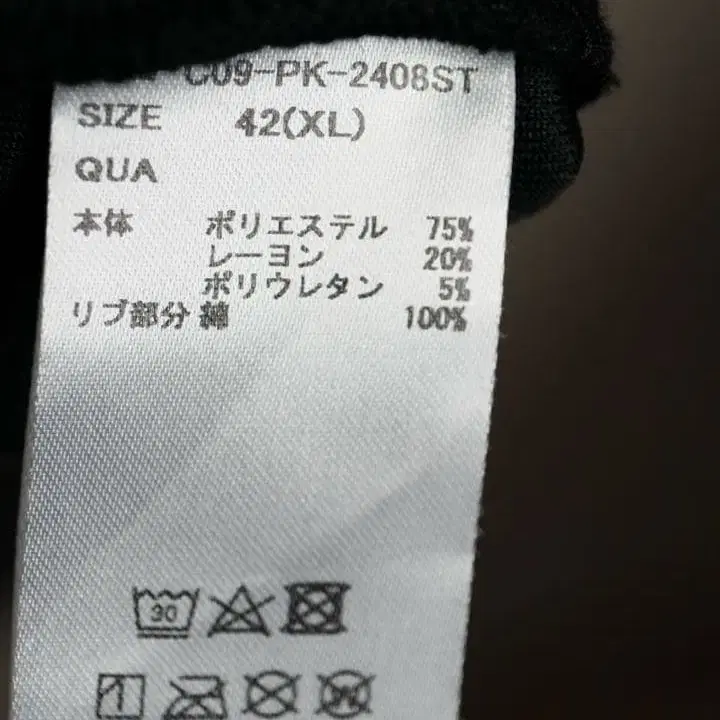 C09-PK-2408ST
SIZE 42(XL)
QUA
本体 ポリエステル 75%
レーヨン 20%
ポリウレタン 5%
リブ部分 綿 100%
30
W